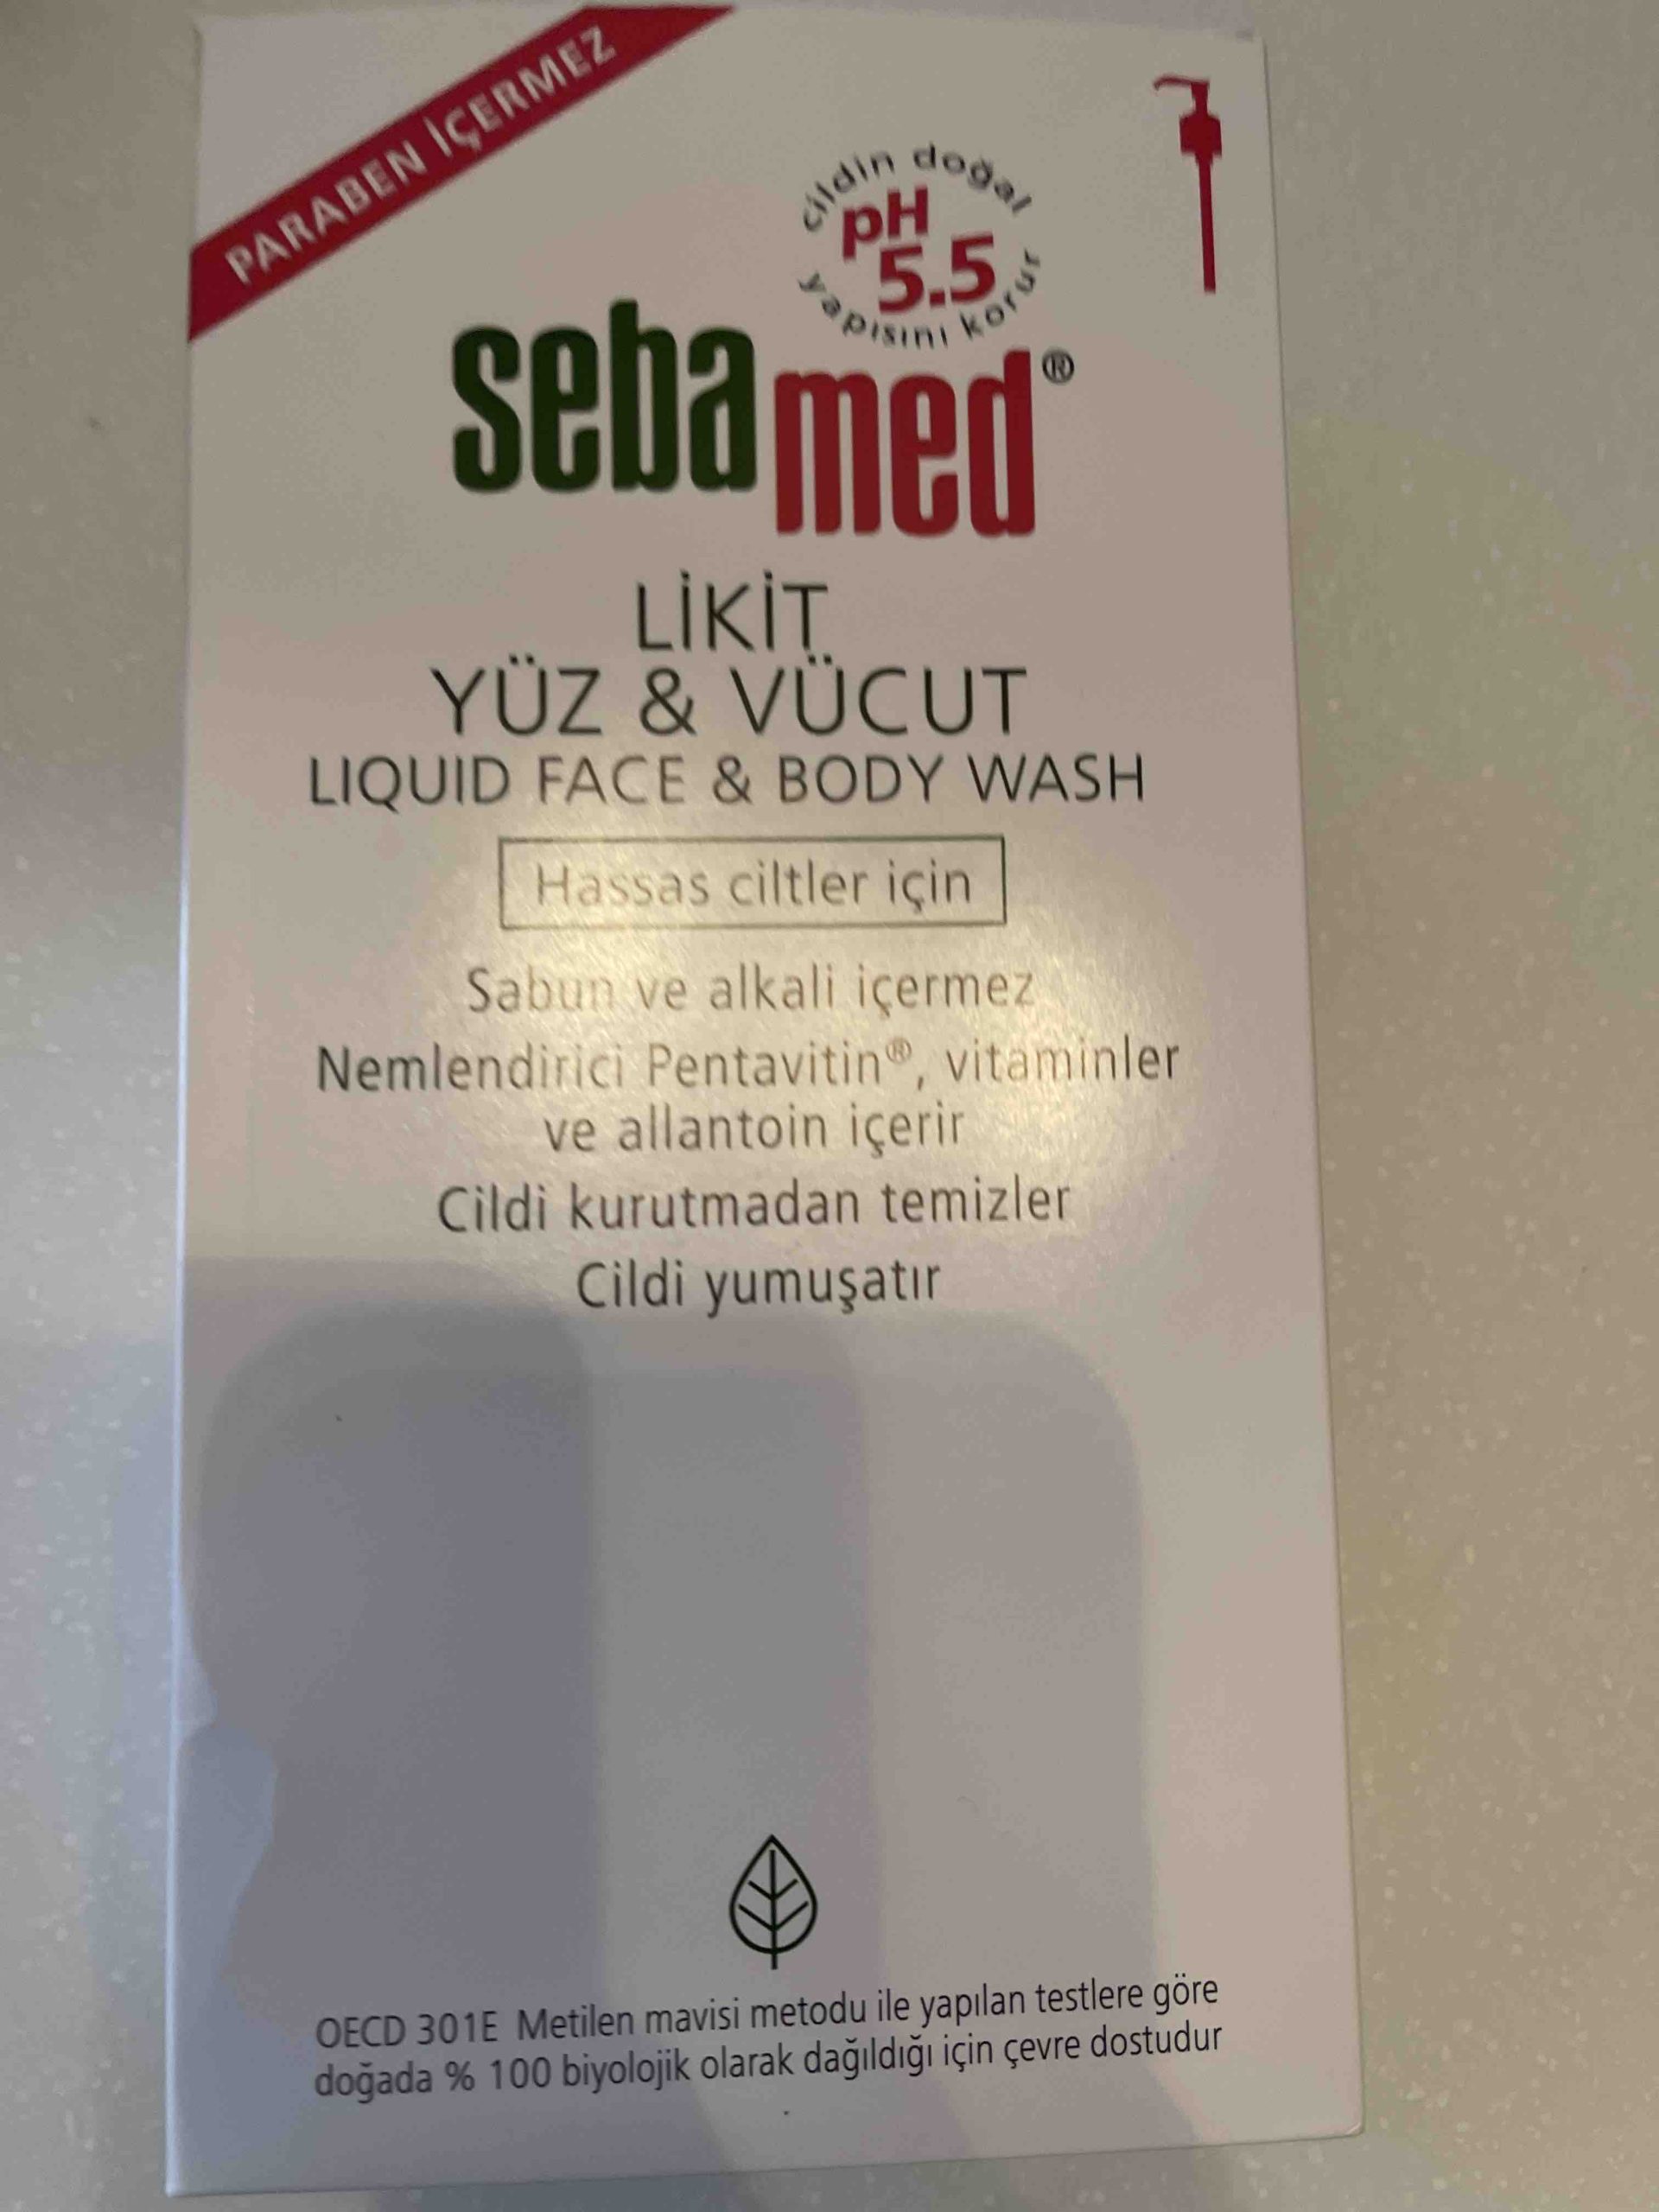 PARABEN İÇERMEZ
cildin doğal
pH
5.5
yapısını korur
sebamed®
LİKİT
YÜZ & VÜCUT
LIQUID FACE & BODY WASH
Hassas ciltler için
Sabun ve alkali içermez
Nemlendirici Pentavitin®, vitaminler
ve allantoin içerir
Cildi kurutmadan temizler
Cildi yumuşatır
OECD 301E Metilen mavisi metodu ile yapılan testlere göre
doğada % 100 biyolojik olarak dağıldığı için çevre dostudur